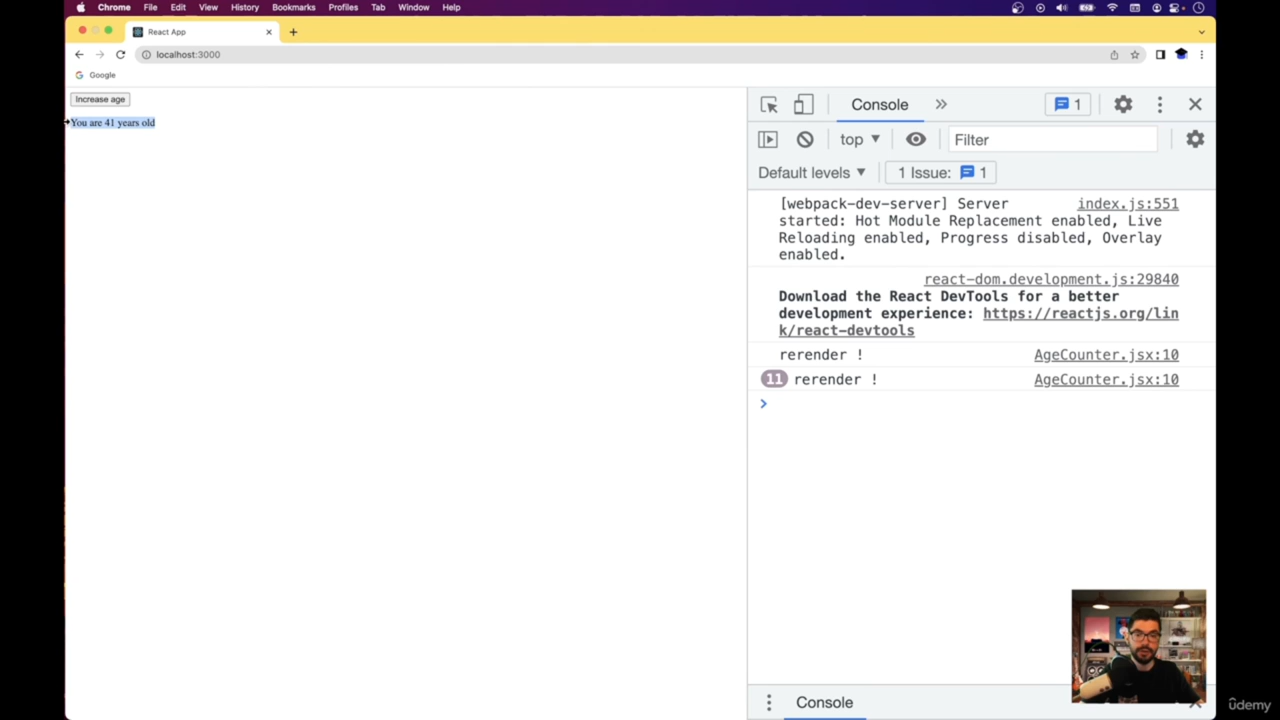 Chrome File Edit View History Bookmarks Profiles Tab Window Help
React App
localhost:3000
Google
Increase age
You are 41 years old
Console
1
top
Filter
Default levels
1 Issue: 1
[webpack-dev-server] Server index.js:551
started: Hot Module Replacement enabled, Live
Reloading enabled, Progress disabled, Overlay
enabled.
react-dom.development.js:29840
Download the React DevTools for a better
development experience: https://reactjs.org/lin
k/react-devtools
rerender ! AgeCounter.jsx:10
11 rerender ! AgeCounter.jsx:10
Console
ûdemy